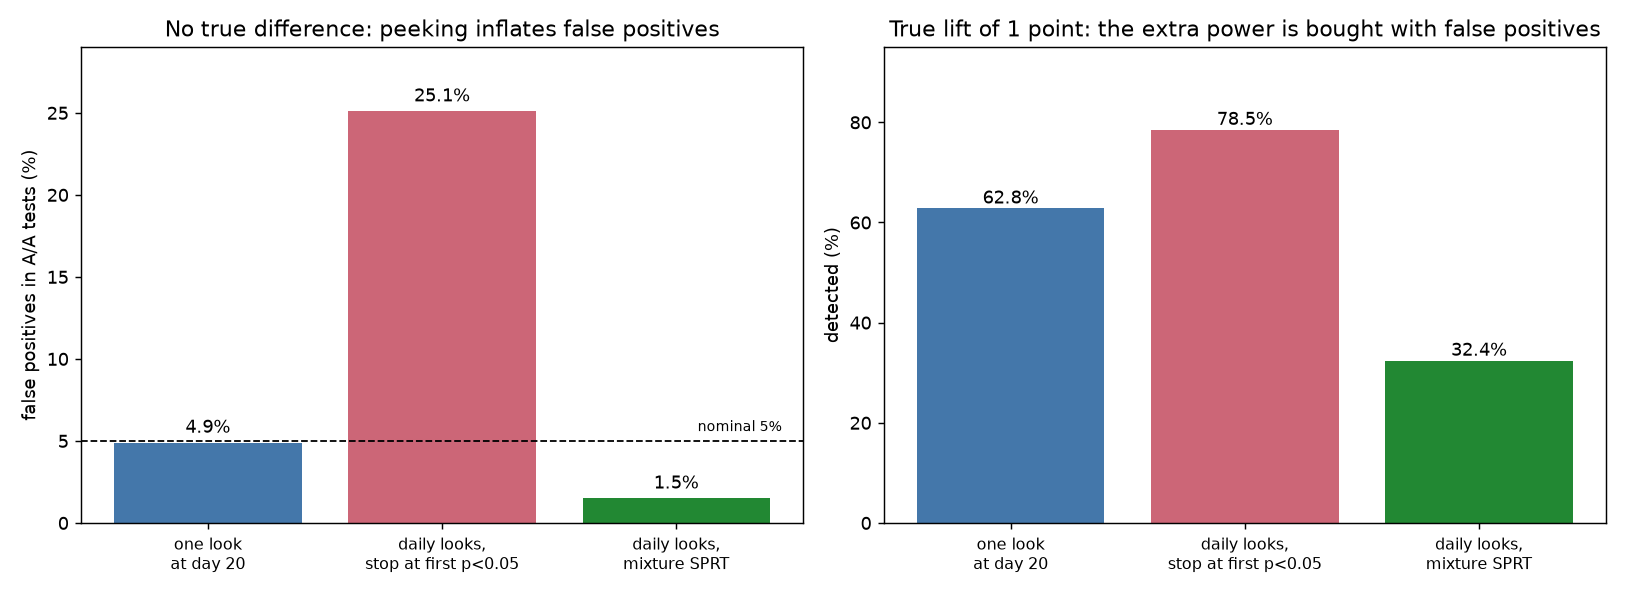 No true difference: peeking inflates false positives
false positives in A/A tests (%)
25
20
15
10
5
0
4.9%
25.1%
1.5%
nominal 5%
one look
at day 20
daily looks,
stop at first p<0.05
daily looks,
mixture SPRT
True lift of 1 point: the extra power is bought with false positives
detected (%)
80
60
40
20
0
62.8%
78.5%
32.4%
one look
at day 20
daily looks,
stop at first p<0.05
daily looks,
mixture SPRT